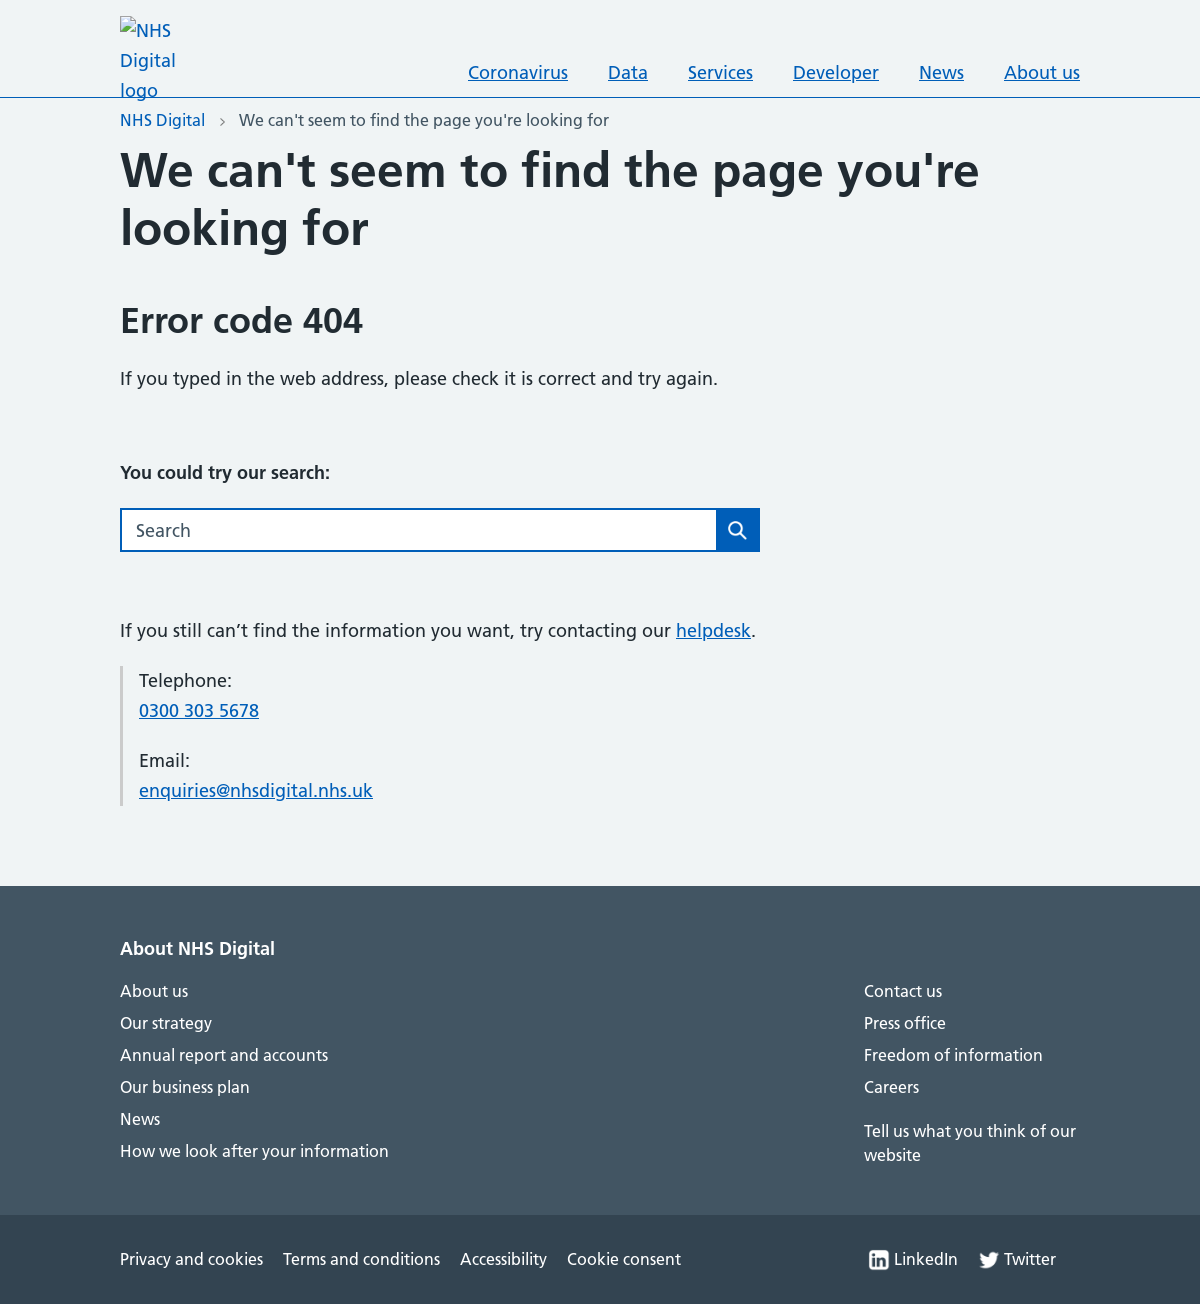 NHS
Digital
logo
Coronavirus Data Services Developer News About us
NHS Digital > We can't seem to find the page you're looking for
We can't seem to find the page you're
looking for
Error code 404
If you typed in the web address, please check it is correct and try again.
You could try our search:
Search
If you still can’t find the information you want, try contacting our helpdesk.
Telephone:
0300 303 5678
Email:
enquiries@nhsdigital.nhs.uk
About NHS Digital
About us
Our strategy
Annual report and accounts
Our business plan
News
How we look after your information
Contact us
Press office
Freedom of information
Careers
Tell us what you think of our
website
Privacy and cookies Terms and conditions Accessibility Cookie consent
LinkedIn Twitter